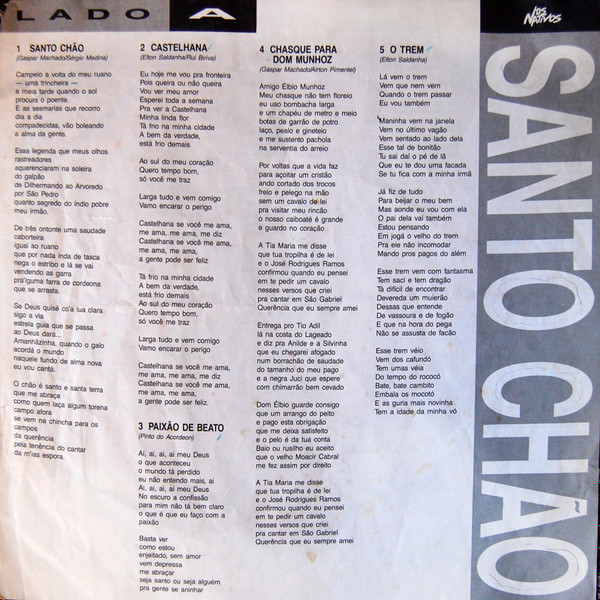 LADO A
LOS NATIVOS
1 SANTO CHÃO
(Gaspar Machado/Sérgio Medina)
Campeio a volta do meu ruano
— uma trincheira —
a meia tarde quando o sol
procura o poente.
E as sesmarias que recorro
dia a dia
compadecidas, vão boleando
a alma da gente.
Essa legenda que meus olhos
rastreadores
aquerenciaram na soleira
do galpão
de Dilhermando ao Arvoredo
por São Pedro
quanto segredo do índio pobre
meu irmão.
De três ontonte uma saudade
caborteira
igual ao ruano
que por nada inda de tasca
nega o estribo e lá se vai
vendendo as garra
prá'lguma farra de cordeona
que se arrasta.
Se Deus quisé co'a lua clara
sigo a via
estrela guia que se passa
ao Deus dará...
Amanhãzinha, quando o galo
acordá o mundo
naquele fundo de alma nova
eu vou cantá.
O chão é santo e santa terra
que me abraça
como quem laça algum torena
campo afora
se vem na chincha para os
campos
da querência
pela tenência do cantar
da m'ias espora.
2 CASTELHANA
(Elton Saldanha/Rui Biriva)
Eu hoje me vou pra fronteira
Pois queira ou não queira
Vou ver meu amor
Esperei toda a semana
Pra ver a Castelhana
Minha linda flor
Tá frio na minha cidade
A bem da verdade,
está frio demais
Ao sul do meu coração
Quero tempo bom,
só você me traz
Larga tudo e vem comigo
Vamo encarar o perigo
Castelhana se você me ama,
me ama, me ama, me diz
Castelhana se você me ama,
me ama, me ama,
a gente pode ser feliz
Tá frio na minha cidade
A bem da verdade,
está frio demais
Ao sul do meu coração
Quero tempo bom,
só você me traz
Larga tudo e vem comigo
Vamo encarar o perigo
Castelhana se você me ama,
me ama, me ama, me diz
Castelhana se você me ama,
me ama, me ama,
a gente pode ser feliz.
3 PAIXÃO DE BEATO
(Pinto do Acordeon)
Ai, ai, ai, ai meu Deus
o que aconteceu
o mundo tá perdido
eu não entendo mais, ai
Ai, ai, ai, ai meu Deus
No escuro a confissão
para mim não tá bem claro
o que é que eu faço com a
paixão
Basta ver
como estou
enjeitado, sem amor
vem depressa
me abraçar
seja santo ou seja alguém
pra gente se aninhar
4 CHASQUE PARA
DOM MUNHOZ
(Gaspar Machado/Airton Pimentel)
Amigo Élbio Munhoz
Meu chasque não tem floreio
eu uso bombacha larga
e um chapéu de metro e meio
botas de garrão de potro
laço, pealo e gineteio
e me sustento pachola
na serventia do arreio
Por voltas que a vida faz
para açoitar um cristão
ando cortado dos trocos
freio e pelego na mão
sem um cavalo de lei
pra visitar meu rincão
o nosso caiboaté é grande
e guardo no coração
A Tia Maria me disse
que tua tropilha é de lei
e o José Rodrigues Ramos
confirmou quando eu pensei
em te pedir um cavalo
nesses versos que criei
pra cantar em São Gabriel
Querência que eu sempre amei
Entrega pro Tio Adil
lá na costa do Lageado
e diz pra Anilde e a Silvinha
que eu chegarei afogado
num borrachão de saudade
do tamanho do meu pago
e a negra Juci que espere
com chimarrão bem cevado
Dom Élbio guarde consigo
que um arrango do peito
e pago esta obrigação
que me deixa satisfeito
e o pelo é da tua conta
Baio ou rusilho eu aceito
que o velho Moacir Cabral
me fez assim por direito
A Tia Maria me disse
que tua tropilha é de lei
e o José Rodrigues Ramos
confirmou quando eu pensei
em te pedir um cavalo
nesses versos que criei
pra cantar em São Gabriel
Querência que eu sempre amei
5 O TREM
(Elton Saldanha)
Lá vem o trem
Vem que nem vem
Quando o trem passar
Eu vou também
Maninha vem na janela
Vem no último vagão
Vem sentado ao lado dela
Esse tal de bonitão
Tu sai daí o pé de lã
Que eu te dou uma facada
Se tu fica com a minha irmã
Já fiz de tudo
Para beijar o meu bem
Mas aonde eu vou com ela
O pai dela vai também
Estou pensando
Em jogá o velho do trem
Pra ele não incomodar
Mando pros pagos do além
Esse trem vem com fantasma
Tem saci e tem dragão
Tá difícil de encontrar
Devereda um muierão
Dessas que entende
De vassoura e de fogão
E que na hora do pega
Não se assusta de facão
Esse trem véio
Vem dos cafundó
Tem umas véia
Do tempo do rococó
Bate, bate cambito
Embala os mocotó
E as guria mais novinha
Tem a idade da minha vó
SANTO CHÃO